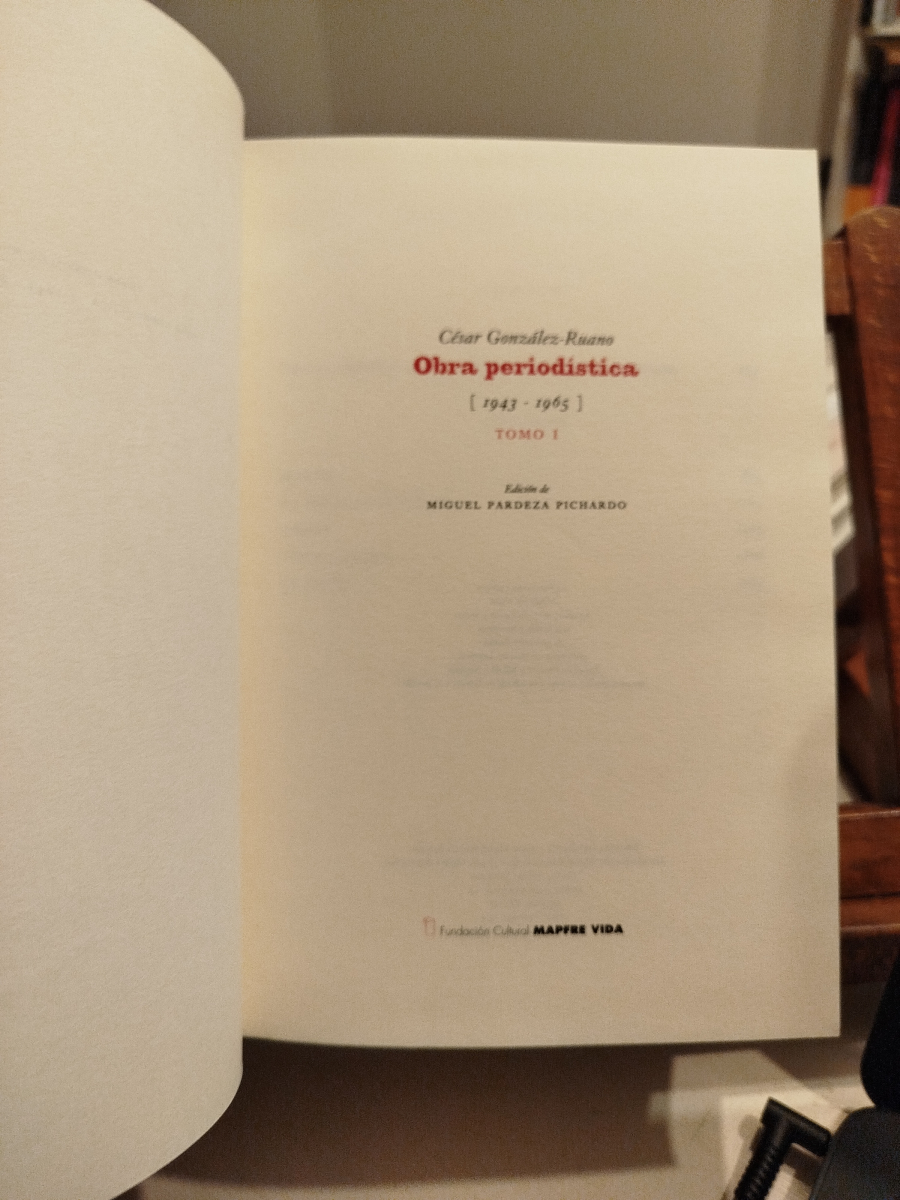 César González-Ruano
Obra periodística
[ 1943 - 1965 ]
TOMO I
Edición de
MIGUEL PARDEZA PICHARDO
Fundación Cultural MAPFRE VIDA